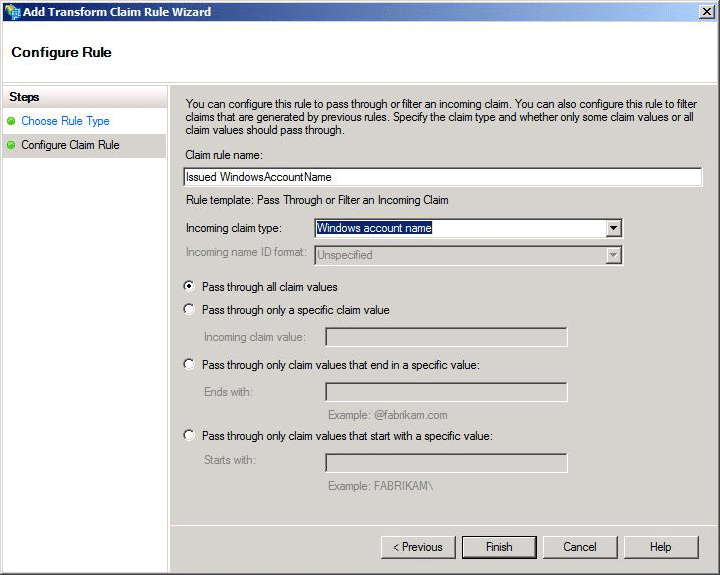 Add Transform Claim Rule Wizard
Configure Rule
Steps
Choose Rule Type
Configure Claim Rule
You can configure this rule to pass through or filter an incoming claim. You can also configure this rule to filter
claims that are generated by previous rules. Specify the claim type and whether only some claim values or all
claim values should pass through.
Claim rule name:
Issued WindowsAccountName
Rule template: Pass Through or Filter an Incoming Claim
Incoming claim type:
Windows account name
Incoming name ID format:
Unspecified
Pass through all claim values
Pass through only a specific claim value
Incoming claim value:
Pass through only claim values that end in a specific value:
Ends with:
Example: @fabrikam.com
Pass through only claim values that start with a specific value:
Starts with:
Example: FABRIKAM\
< Previous
Finish
Cancel
Help